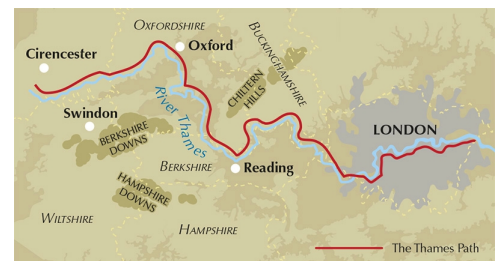 OXFORDSHIRE
Cirencester
Oxford
BUCKINGHAMSHIRE
CHILTERN
HILLS
Swindon
River Thames
BERKSHIRE
DOWNS
LONDON
BERKSHIRE
Reading
HAMPSHIRE
DOWNS
WILTSHIRE
HAMPSHIRE
The Thames Path